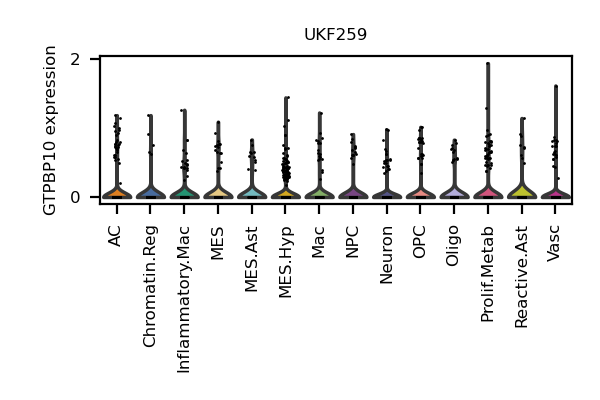 UKF259
GTPBP10 expression
2
0
AC
Chromatin.Reg
Inflammatory.Mac
MES
MES.Ast
MES.Hyp
Mac
NPC
Neuron
OPC
Oligo
Prolif.Metab
Reactive.Ast
Vasc